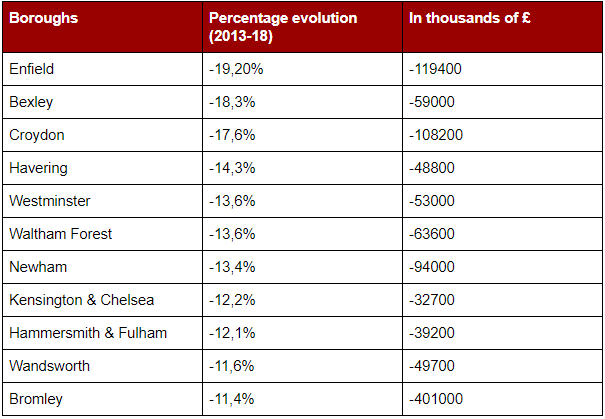 Boroughs Percentage evolution (2013-18) In thousands of £
Enfield -19,20% -119400
Bexley -18,3% -59000
Croydon -17,6% -108200
Havering -14,3% -48800
Westminster -13,6% -53000
Waltham Forest -13,6% -63600
Newham -13,4% -94000
Kensington & Chelsea -12,2% -32700
Hammersmith & Fulham -12,1% -39200
Wandsworth -11,6% -49700
Bromley -11,4% -401000